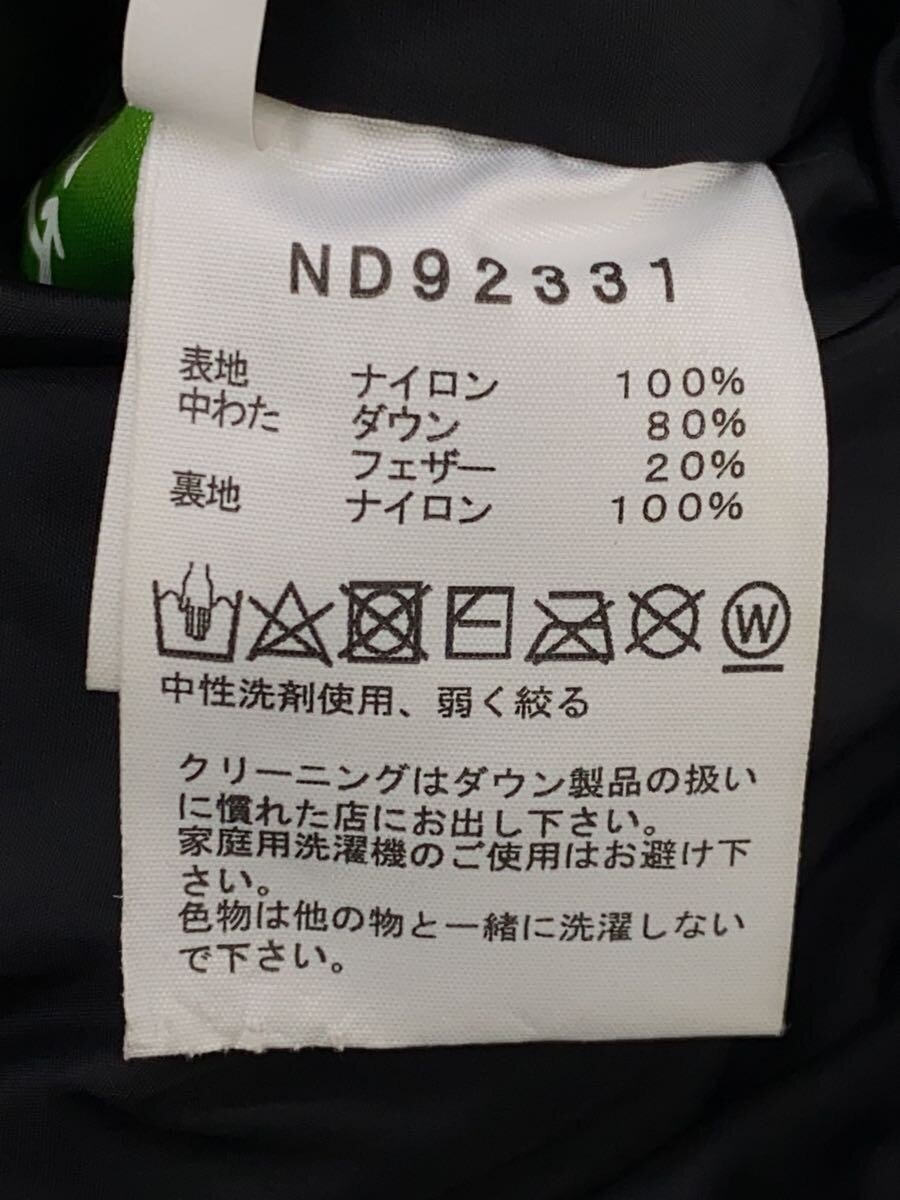 ND92331
表地 ナイロン 100%
中わた ダウン 80%
フェザー 20%
裏地 ナイロン 100%
W
中性洗剤使用、弱く絞る
クリーニングはダウン製品の扱い
に慣れた店にお出し下さい。
家庭用洗濯機のご使用はお避け下
さい。
色物は他の物と一緒に洗濯しない
で下さい。